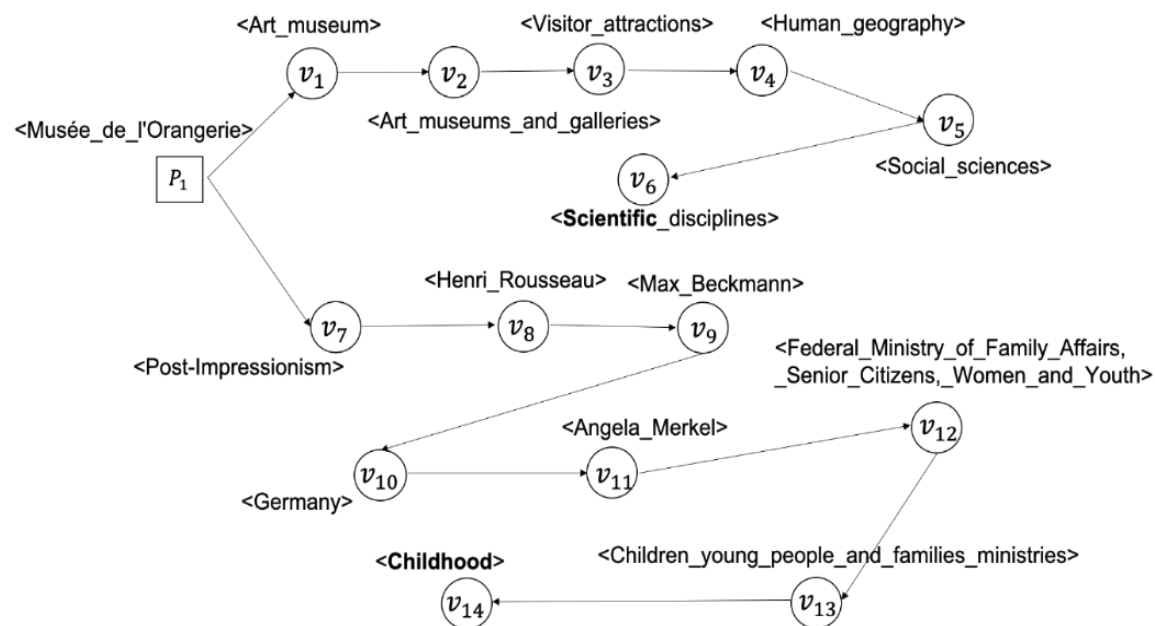 <Art_museum>
<Visitor_attractions>
<Human_geography>
v1
v2
v3
v4
<Musée_de_l'Orangerie>
<Art_museums_and_galleries>
v5
P1
v6
<Social_sciences>
<Scientific_disciplines>
<Henri_Rousseau>
<Max_Beckmann>
v7
v8
v9
<Post-Impressionism>
<Federal_Ministry_of_Family_Affairs,
_Senior_Citizens,_Women_and_Youth>
<Angela_Merkel>
v12
v10
v11
<Germany>
<Childhood>
<Children_young_people_and_families_ministries>
v14
v13